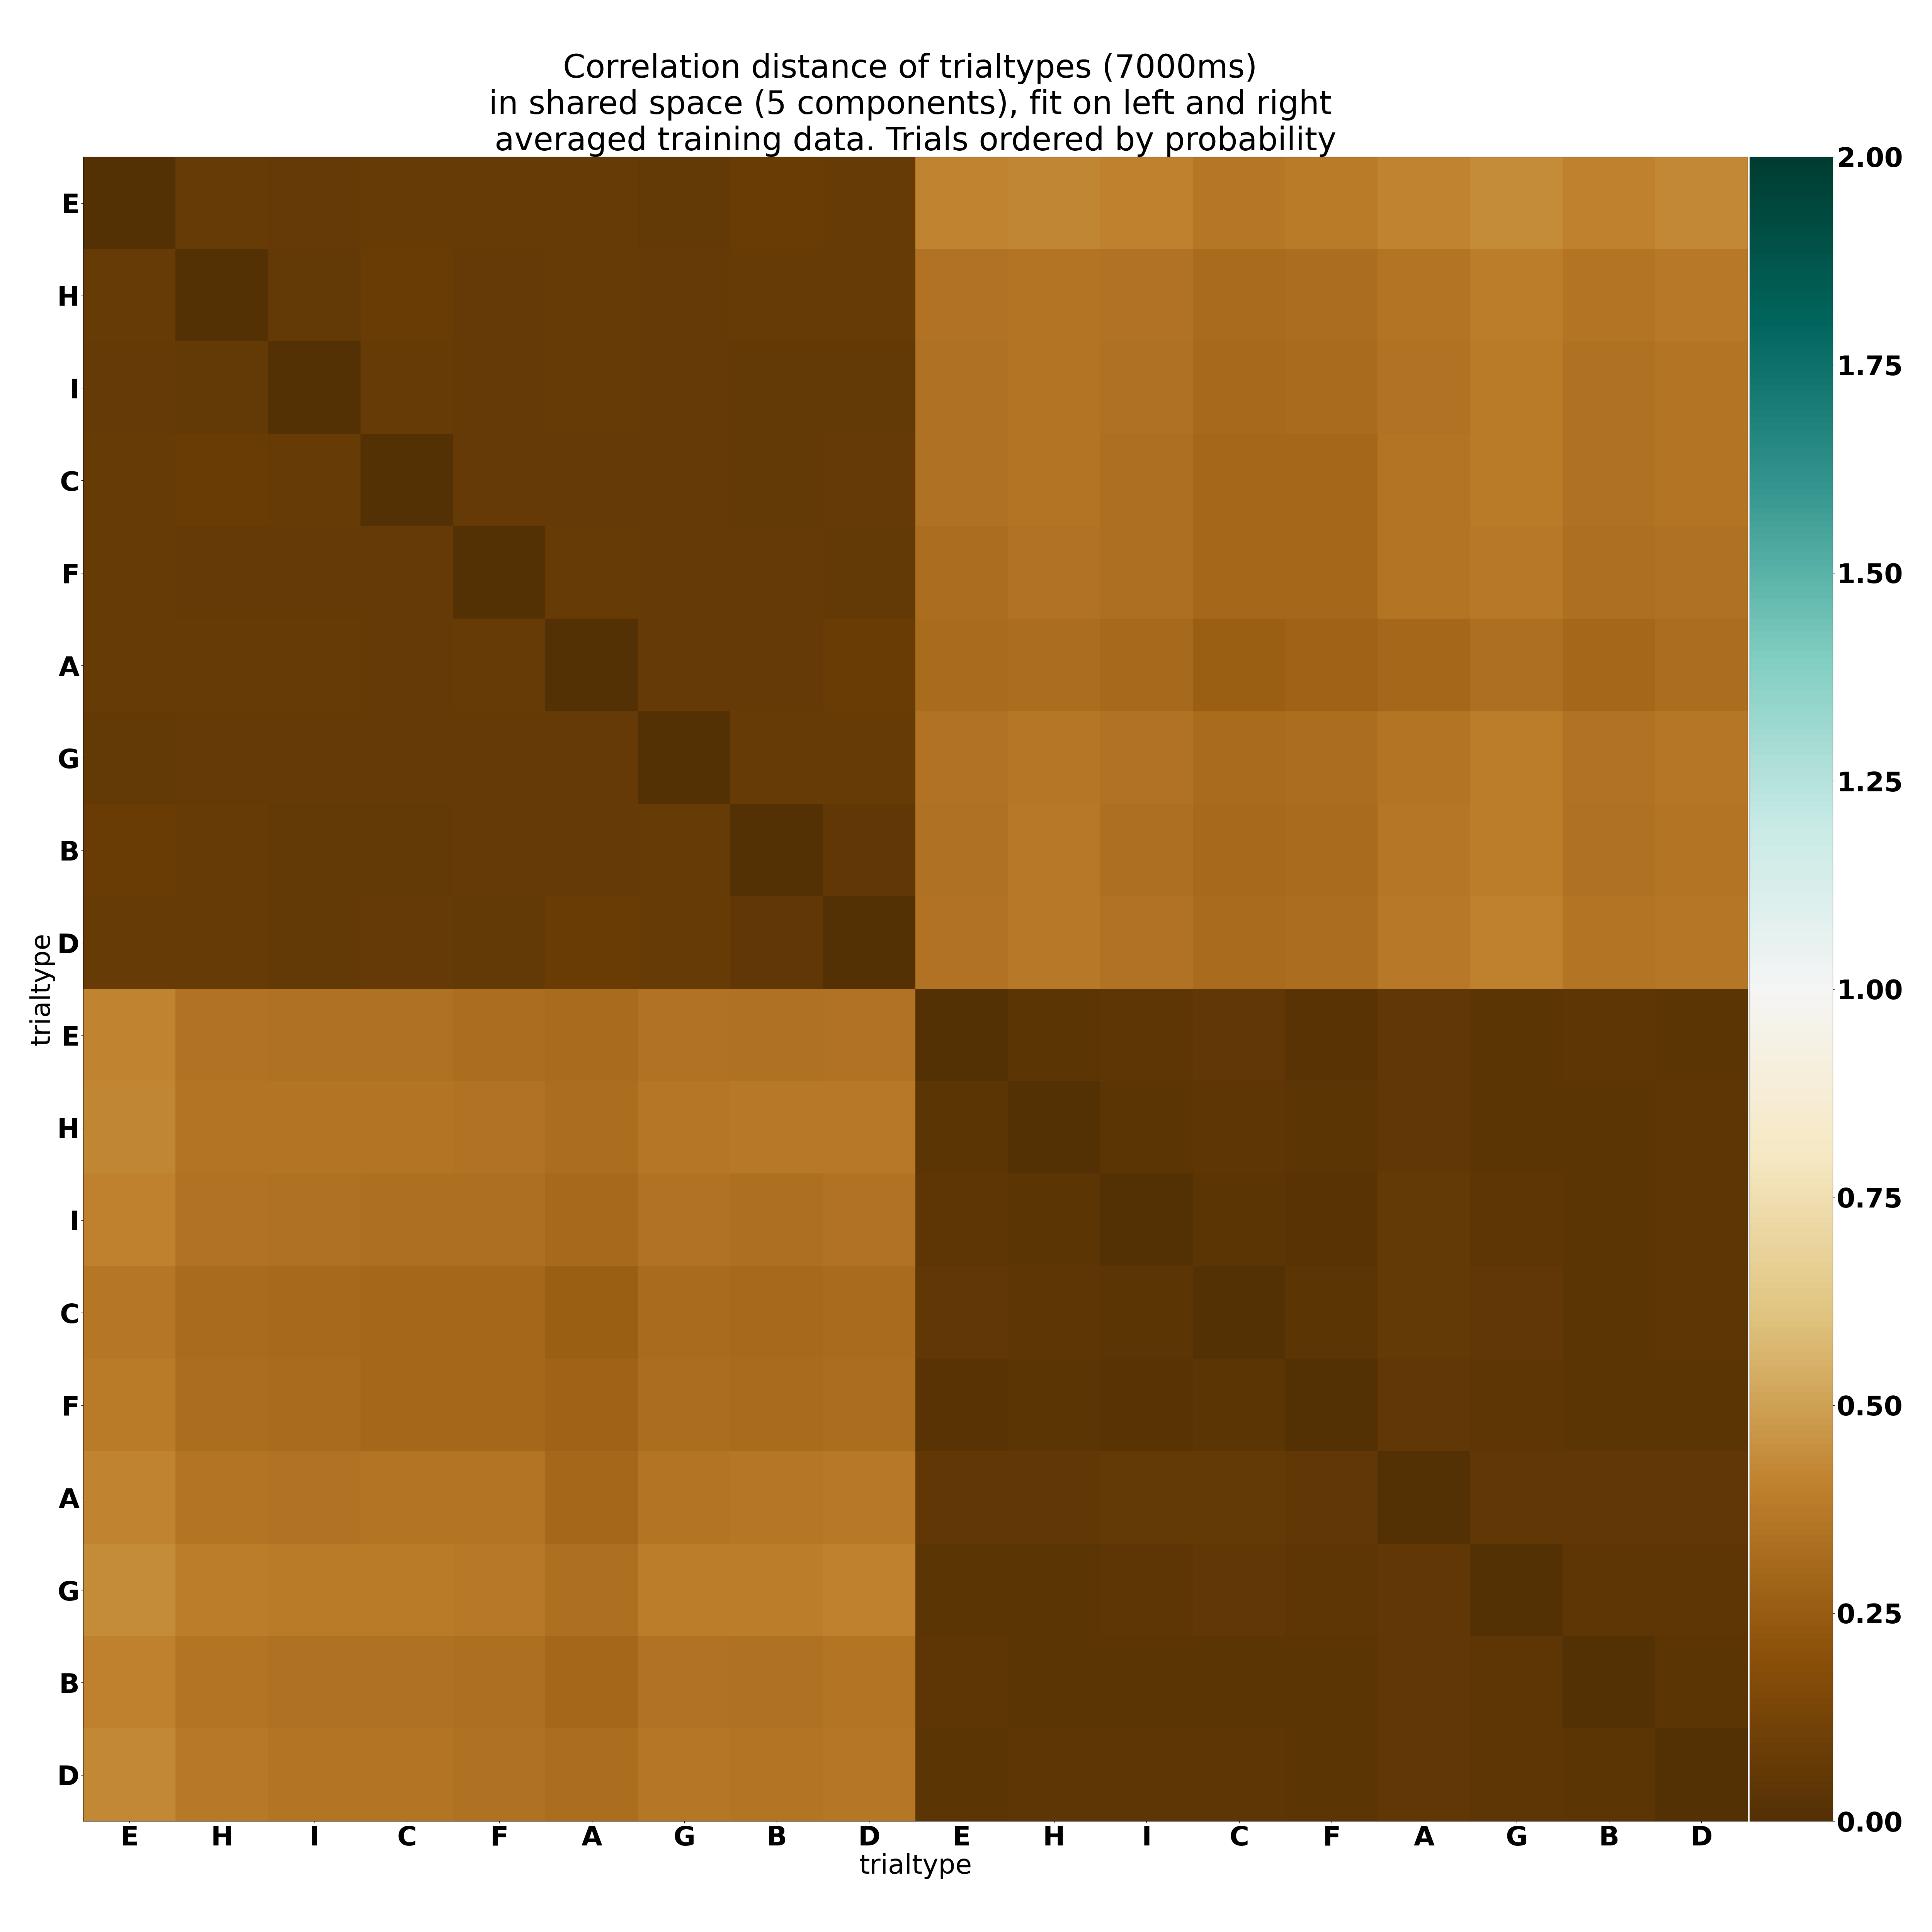 Correlation distance of trialtypes (7000ms)
in shared space (5 components), fit on left and right
averaged training data. Trials ordered by probability
trialtype
E
H
I
C
F
A
G
B
D
E
H
I
C
F
A
G
B
D
E H I C F A G B D E H I C F A G B D
trialtype
2.00
1.75
1.50
1.25
1.00
0.75
0.50
0.25
0.00